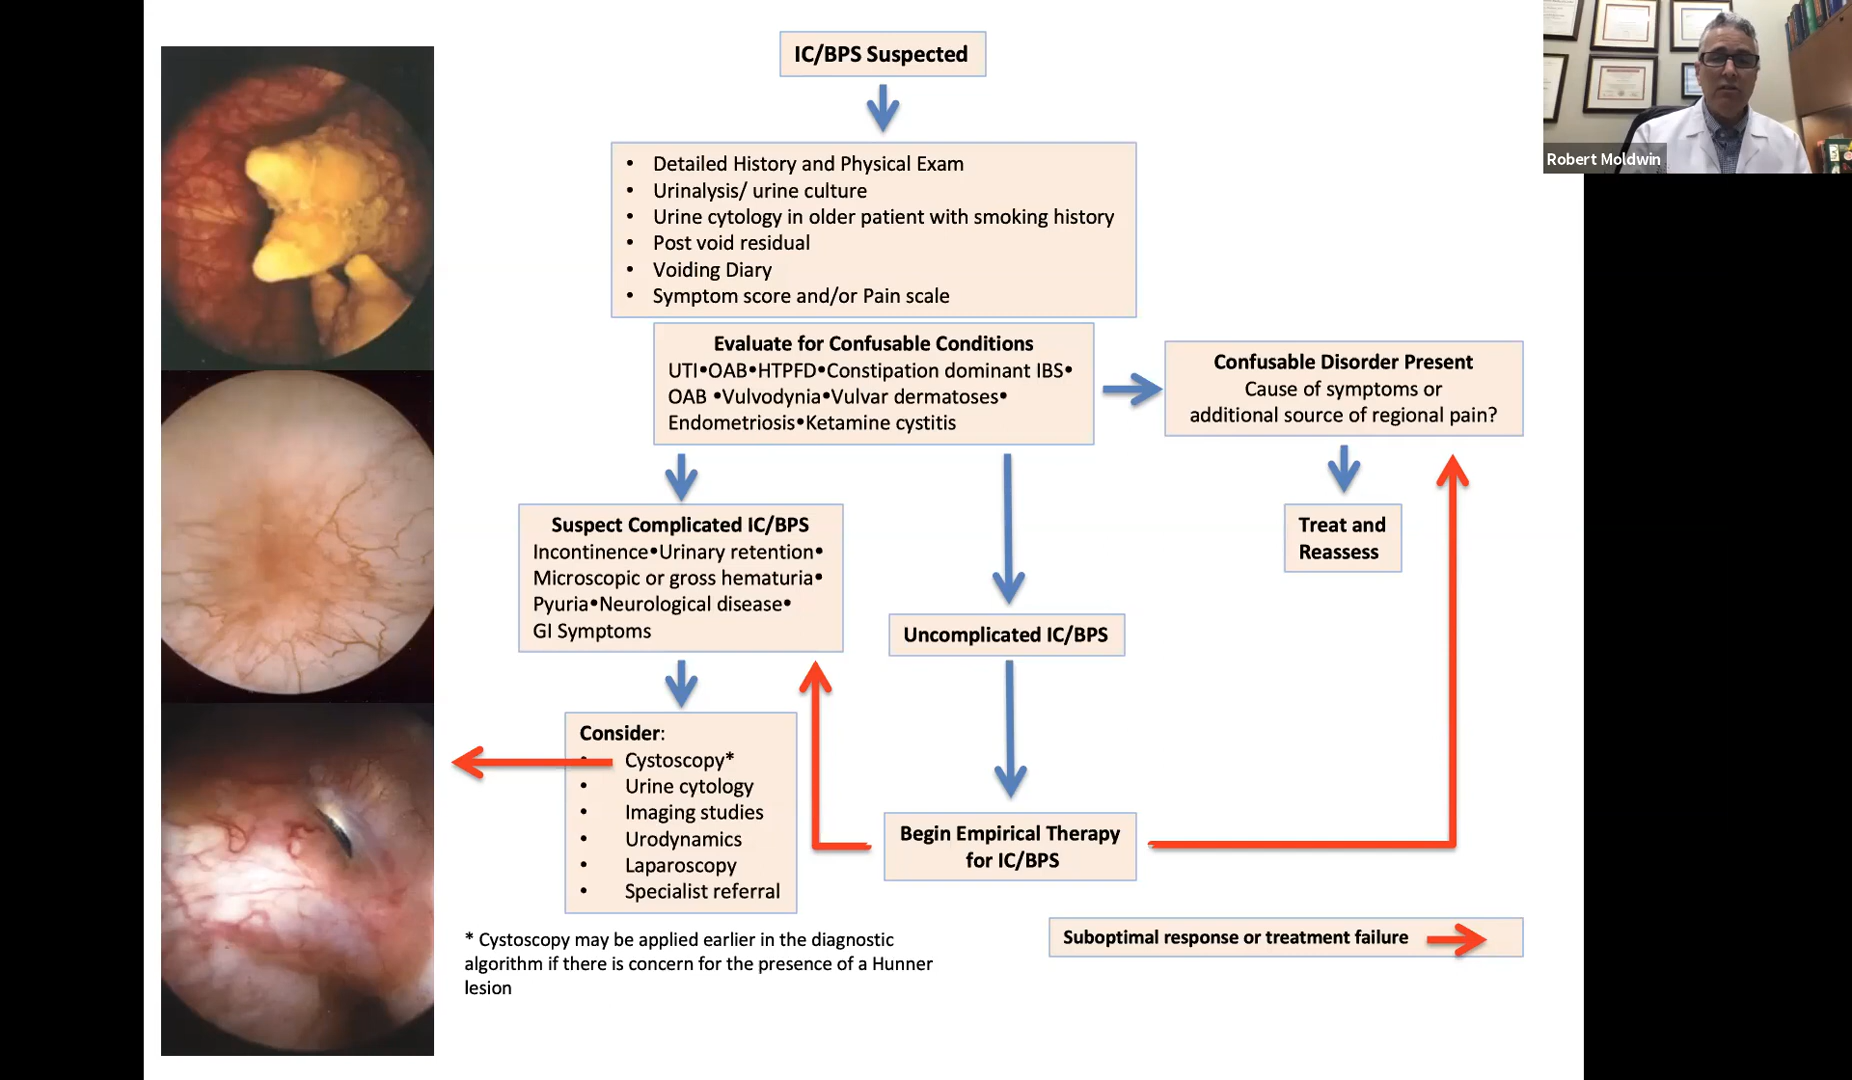 IC/BPS Suspected
Robert Moldwin
• Detailed History and Physical Exam
• Urinalysis/ urine culture
• Urine cytology in older patient with smoking history
• Post void residual
• Voiding Diary
• Symptom score and/or Pain scale
Evaluate for Confusable Conditions
UTI•OAB•HTPFD•Constipation dominant IBS•
OAB •Vulvodynia•Vulvar dermatoses•
Endometriosis•Ketamine cystitis
Confusable Disorder Present
Cause of symptoms or
additional source of regional pain?
Treat and
Reassess
Suspect Complicated IC/BPS
Incontinence•Urinary retention•
Microscopic or gross hematuria•
Pyuria•Neurological disease•
GI Symptoms
Uncomplicated IC/BPS
Consider:
• Cystoscopy*
• Urine cytology
• Imaging studies
• Urodynamics
• Laparoscopy
• Specialist referral
Begin Empirical Therapy
for IC/BPS
Suboptimal response or treatment failure
* Cystoscopy may be applied earlier in the diagnostic
algorithm if there is concern for the presence of a Hunner
lesion